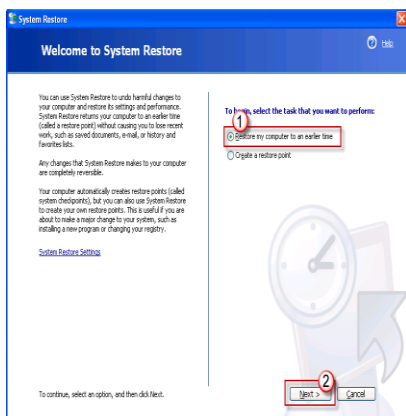 System Restore
Welcome to System Restore
Help
You can use System Restore to undo harmful changes to
your computer and restore its settings and performance.
System Restore returns your computer to an earlier time
(called a restore point) without causing you to lose recent
work, such as saved documents, e-mail, or history and
favorites lists.
Any changes that System Restore makes to your computer
are completely reversible.
Your computer automatically creates restore points (called
system checkpoints), but you can also use System Restore
to create your own restore points. This is useful if you are
about to make a major change to your system, such as
installing a new program or changing your registry.
System Restore Settings
To begin, select the task that you want to perform:
1
Restore my computer to an earlier time
Create a restore point
To continue, select an option, and then click Next.
2
Next >
Cancel